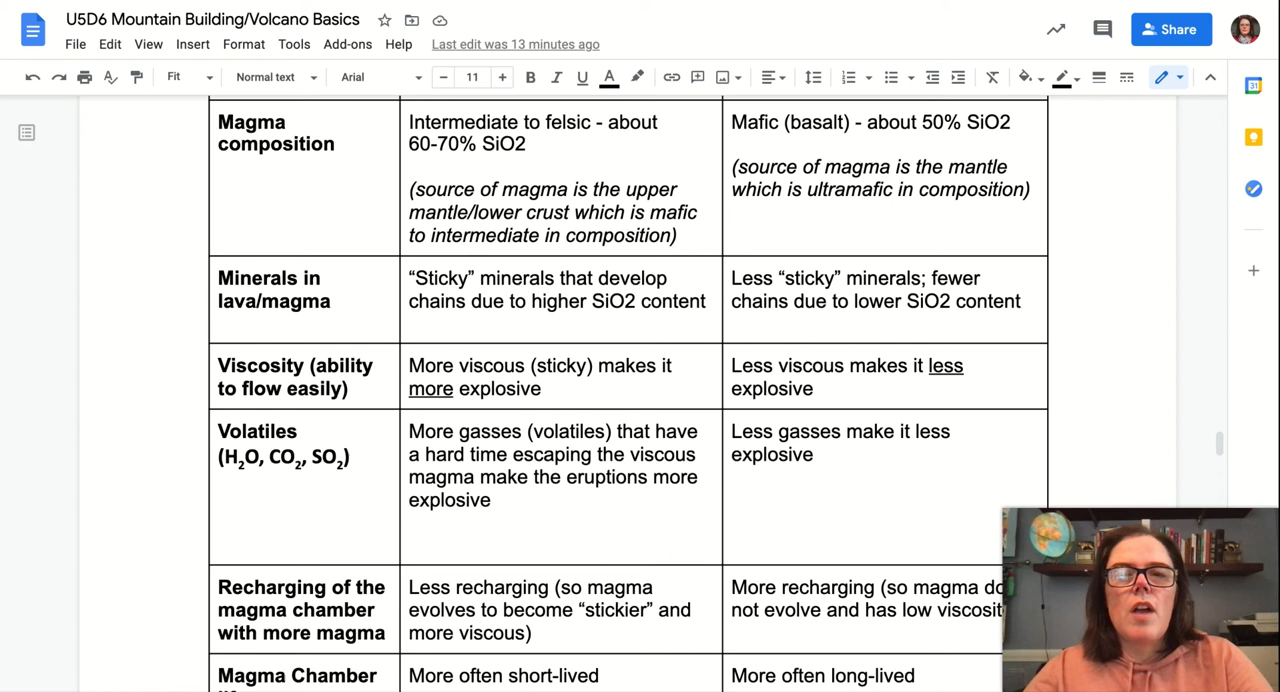 U5D6 Mountain Building/Volcano Basics
File Edit View Insert Format Tools Add-ons Help Last edit was 13 minutes ago
Share
Fit Normal text Arial 11 B I U A
31
Magma composition
Intermediate to felsic - about
60-70% SiO2
(source of magma is the upper
mantle/lower crust which is mafic
to intermediate in composition)
Mafic (basalt) - about 50% SiO2
(source of magma is the mantle
which is ultramafic in composition)
Minerals in
lava/magma
“Sticky” minerals that develop
chains due to higher SiO2 content
Less “sticky” minerals; fewer
chains due to lower SiO2 content
Viscosity (ability
to flow easily)
More viscous (sticky) makes it
more explosive
Less viscous makes it less
explosive
Volatiles
(H₂O, CO₂, SO₂)
More gasses (volatiles) that have
a hard time escaping the viscous
magma make the eruptions more
explosive
Less gasses make it less
explosive
Recharging of the
magma chamber
with more magma
Less recharging (so magma
evolves to become “stickier” and
more viscous)
More recharging (so magma do
not evolve and has low viscosit
Magma Chamber
More often short-lived
More often long-lived